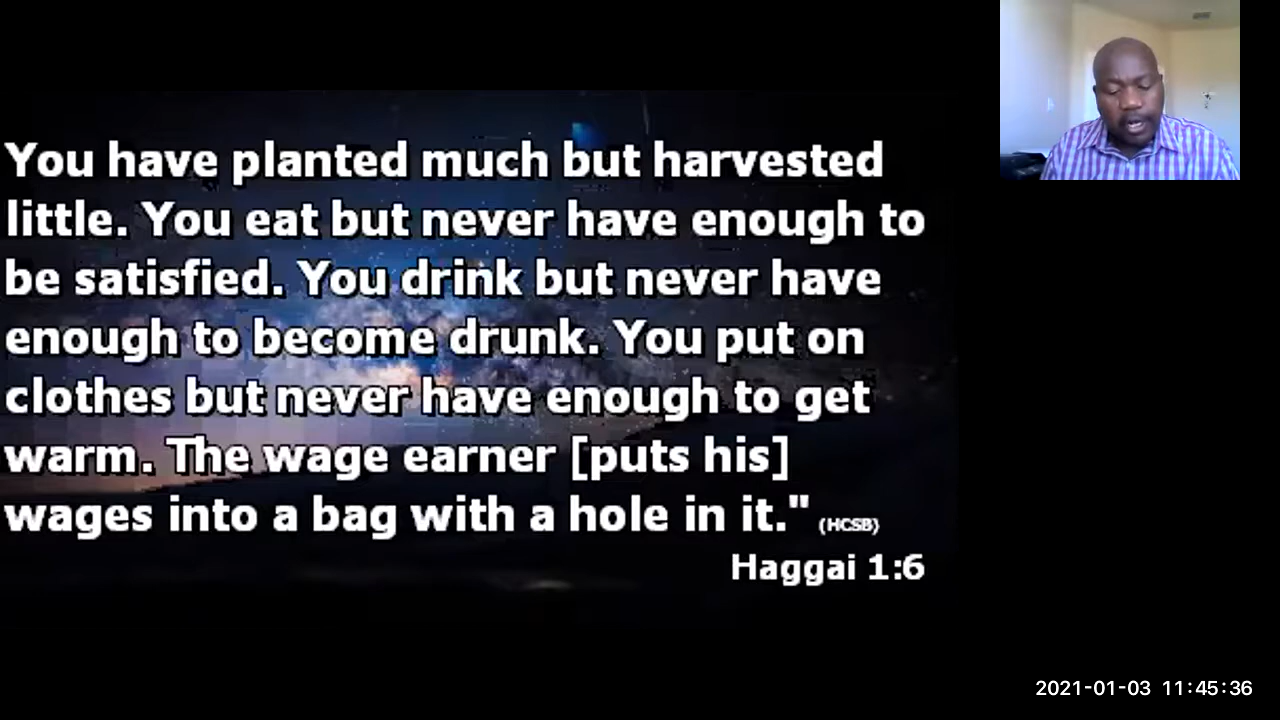 You have planted much but harvested
little. You eat but never have enough to
be satisfied. You drink but never have
enough to become drunk. You put on
clothes but never have enough to get
warm. The wage earner [puts his]
wages into a bag with a hole in it." (HCSB)
Haggai 1:6
2021-01-03 11:45:36